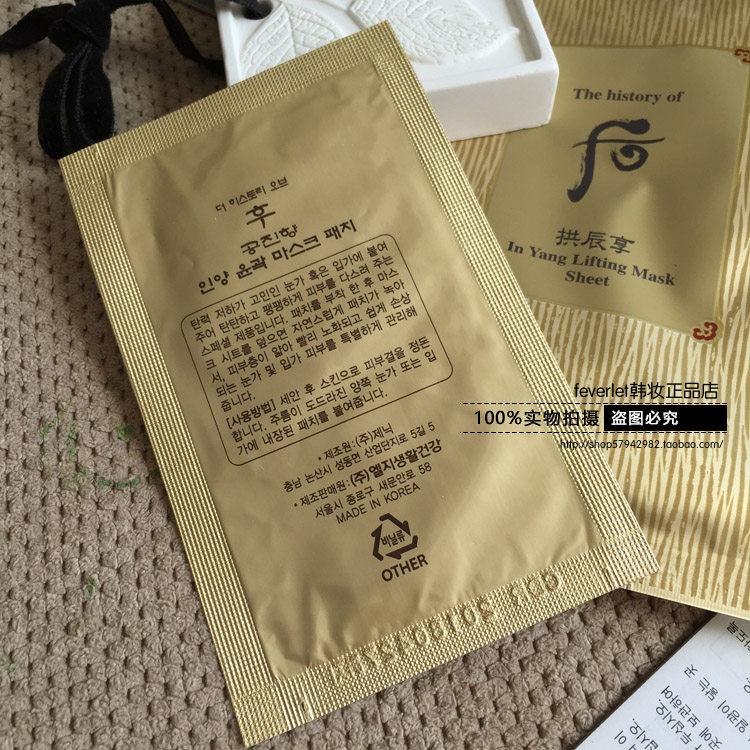 더 히스토리 오브
후
공진향
인양 윤곽 마스크 패치
탄력 저하가 고민인 눈가 혹은 입가에 붙여
주어 탄탄하고 팽팽하게 피부를 다스려 주는
스페셜 제품입니다. 패치를 부착 한 후 마스
크 시트를 덮으면 자연스럽게 패치가 녹아
서, 피부층이 얇아 빨리 노화되고 쉽게 손상
되는 눈가 및 입가 피부를 특별하게 관리해
줍니다.
[사용방법] 세안 후 스킨으로 피부결을 정돈
합니다. 주름이 도드라진 양쪽 눈가 또는 입
가에 내장된 패치를 붙여줍니다.
• 제조원 : (주)제닉
충남 논산시 성동면 산업단지로 5길 5
• 제조판매원 : (주)엘지생활건강
서울시 종로구 새문안로 58
MADE IN KOREA
비닐류
OTHER
The history of
후
拱辰享
In Yang Lifting Mask
Sheet
feverlet韩妆正品店
100%实物拍摄 盗图必究
http://shop57942982.taobao.com/